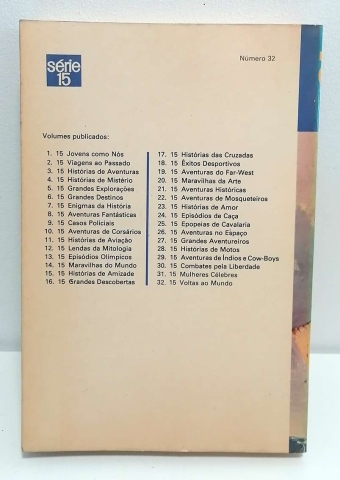 série
15
Número 32
Volumes publicados:
1. 15 Jovens como Nós
2. 15 Viagens ao Passado
3. 15 Histórias de Aventuras
4. 15 Histórias de Mistério
5. 15 Grandes Explorações
6. 15 Grandes Destinos
7. 15 Enigmas da História
8. 15 Aventuras Fantásticas
9. 15 Casos Policiais
10. 15 Aventuras de Corsários
11. 15 Histórias de Aviação
12. 15 Lendas da Mitologia
13. 15 Episódios Olímpicos
14. 15 Maravilhas do Mundo
15. 15 Histórias de Amizade
16. 15 Grandes Descobertas
17. 15 Histórias das Cruzadas
18. 15 Êxitos Desportivos
19. 15 Aventuras do Far-West
20. 15 Maravilhas da Arte
21. 15 Aventuras Históricas
22. 15 Aventuras de Mosqueteiros
23. 15 Histórias de Amor
24. 15 Episódios de Caça
25. 15 Epopeias de Cavalaria
26. 15 Aventuras no Espaço
27. 15 Grandes Aventureiros
28. 15 Histórias de Motos
29. 15 Aventuras de Índios e Cow-Boys
30. 15 Combates pela Liberdade
31. 15 Mulheres Célebres
32. 15 Voltas ao Mundo